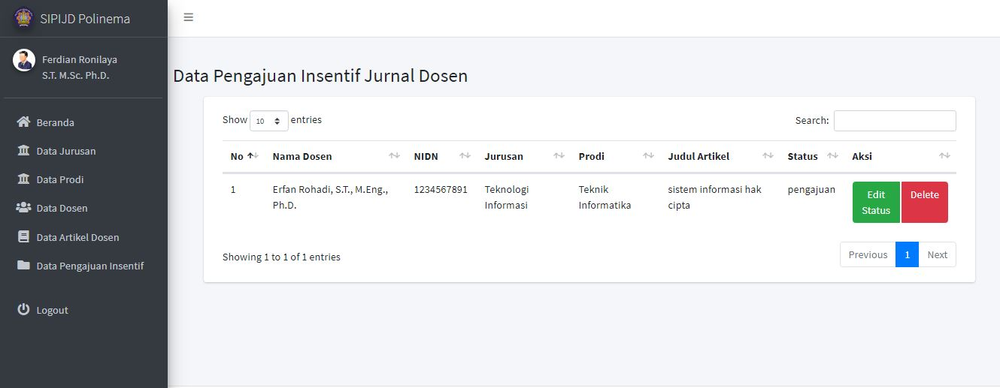 SIPIJD Polinema
Ferdian Ronilaya
S.T. M.Sc. Ph.D.
Beranda
Data Jurusan
Data Prodi
Data Dosen
Data Artikel Dosen
Data Pengajuan Insentif
Logout
Data Pengajuan Insentif Jurnal Dosen
Show 10 entries Search:
No Nama Dosen NIDN Jurusan Prodi Judul Artikel Status Aksi
1 Erfan Rohadi, S.T., M.Eng., 1234567891 Teknologi Teknik sistem informasi hak pengajuan Edit Delete
Ph.D. Informasi Informatika cipta Status
Showing 1 to 1 of 1 entries Previous 1 Next